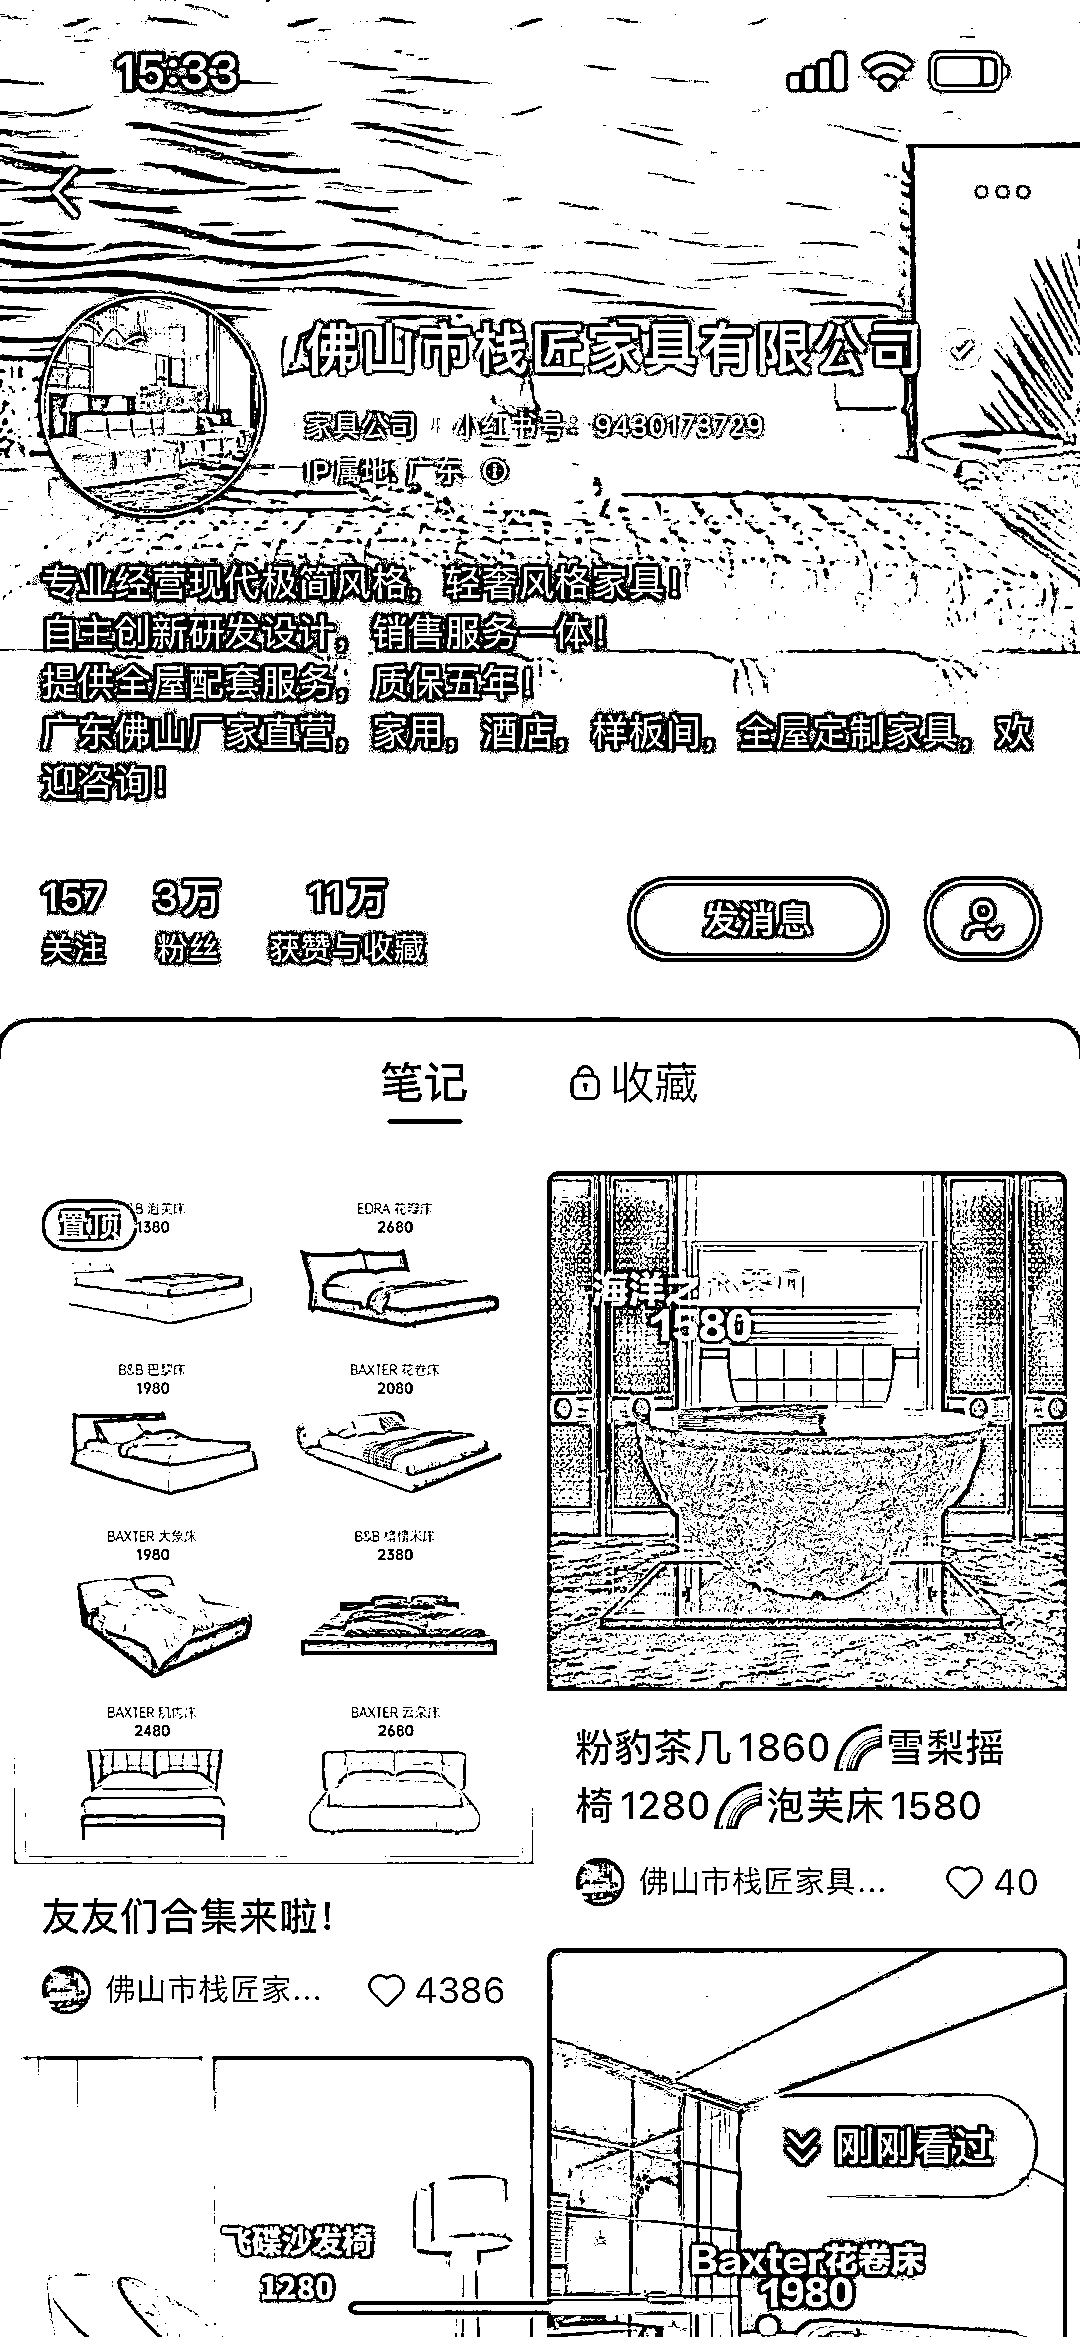 15:33
佛山市栈匠家具有限公司
家具公司 小红书号: 9430173729
IP属地: 广东
专业经营现代极简风格，轻奢风格家具！
自主创新研发设计，销售服务一体！
提供全屋配套服务，质保五年！
广东佛山厂家直营，家用，酒店，样板间，全屋定制家具，欢
迎咨询！
157 3万 11万
关注 粉丝 获赞与收藏
发消息
笔记 收藏
置顶
1380
EDRA
2680
B&B 巴黎床
1980
BAXTER 花卷床
2080
BAXTER 大象床
1980
B&B
2380
BAXTER
2480
BAXTER 云朵床
2680
友友们合集来啦！
佛山市栈匠家... 4386
海洋之
1580
粉豹茶几1860雪梨摇
椅1280泡芙床1580
佛山市栈匠家具... 40
飞碟沙发椅
1280
刚刚看过
Baxter花卷床
1980